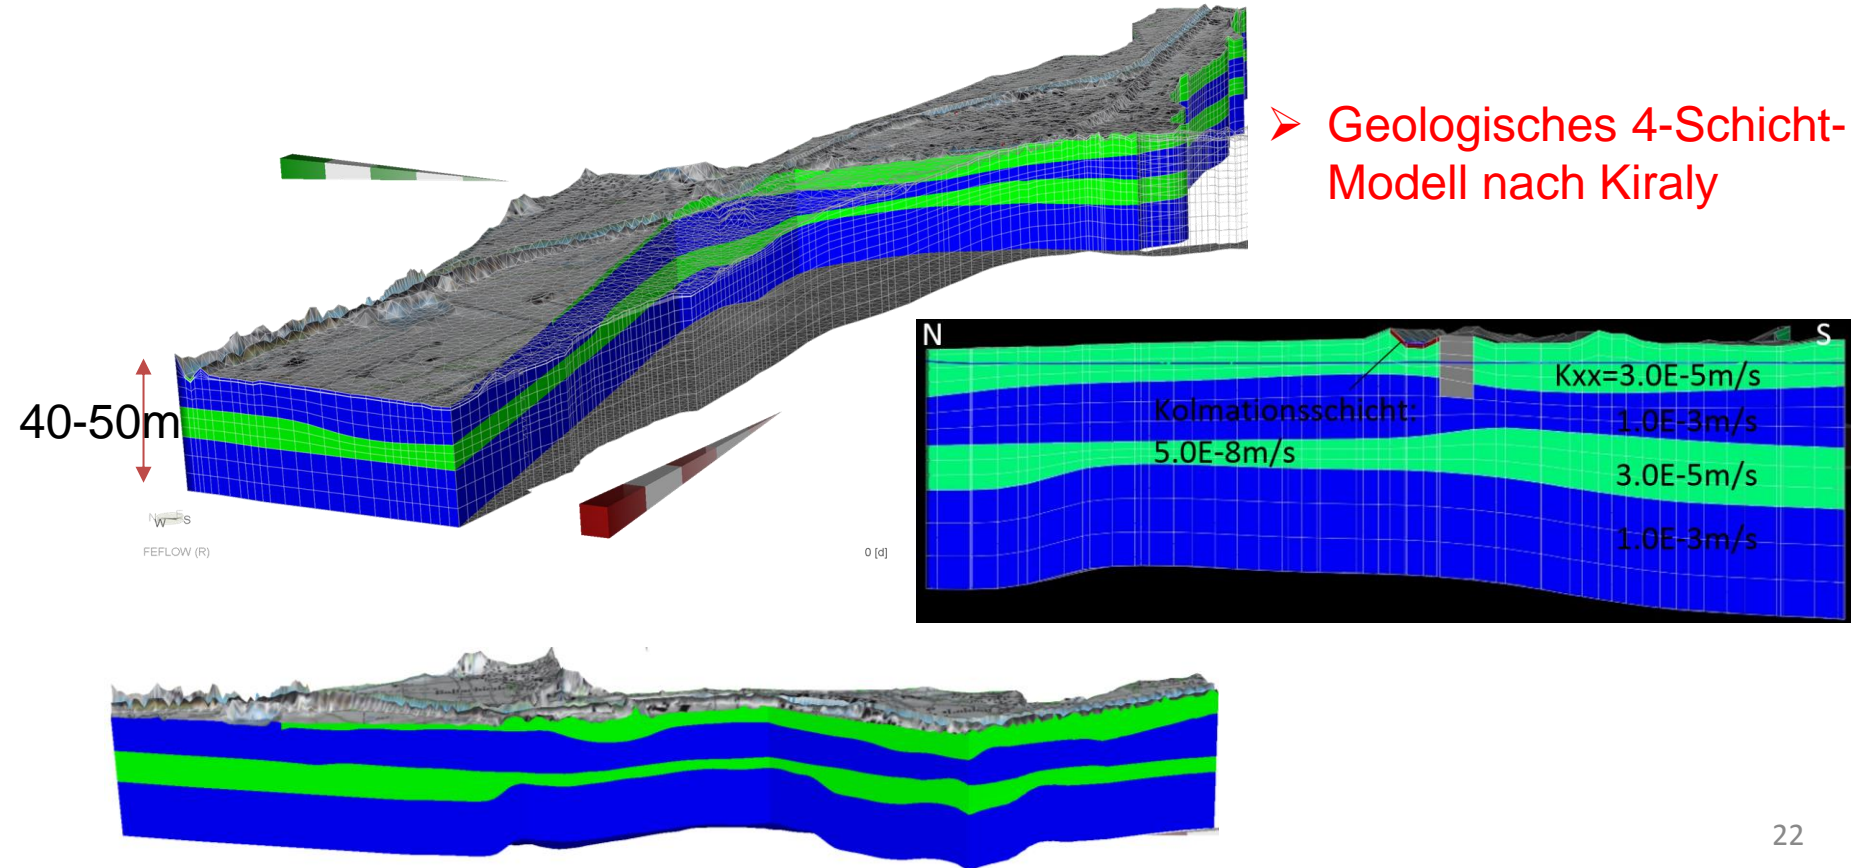 Geologisches 4-Schicht-
Modell nach Kiraly
40-50m
N
S
W
S
FEFLOW (R)
0 [d]
N
S
Kxx=3.0E-5m/s
Kolmationsschicht:
1.0E-3m/s
5.0E-8m/s
3.0E-5m/s
1.0E-3m/s
22